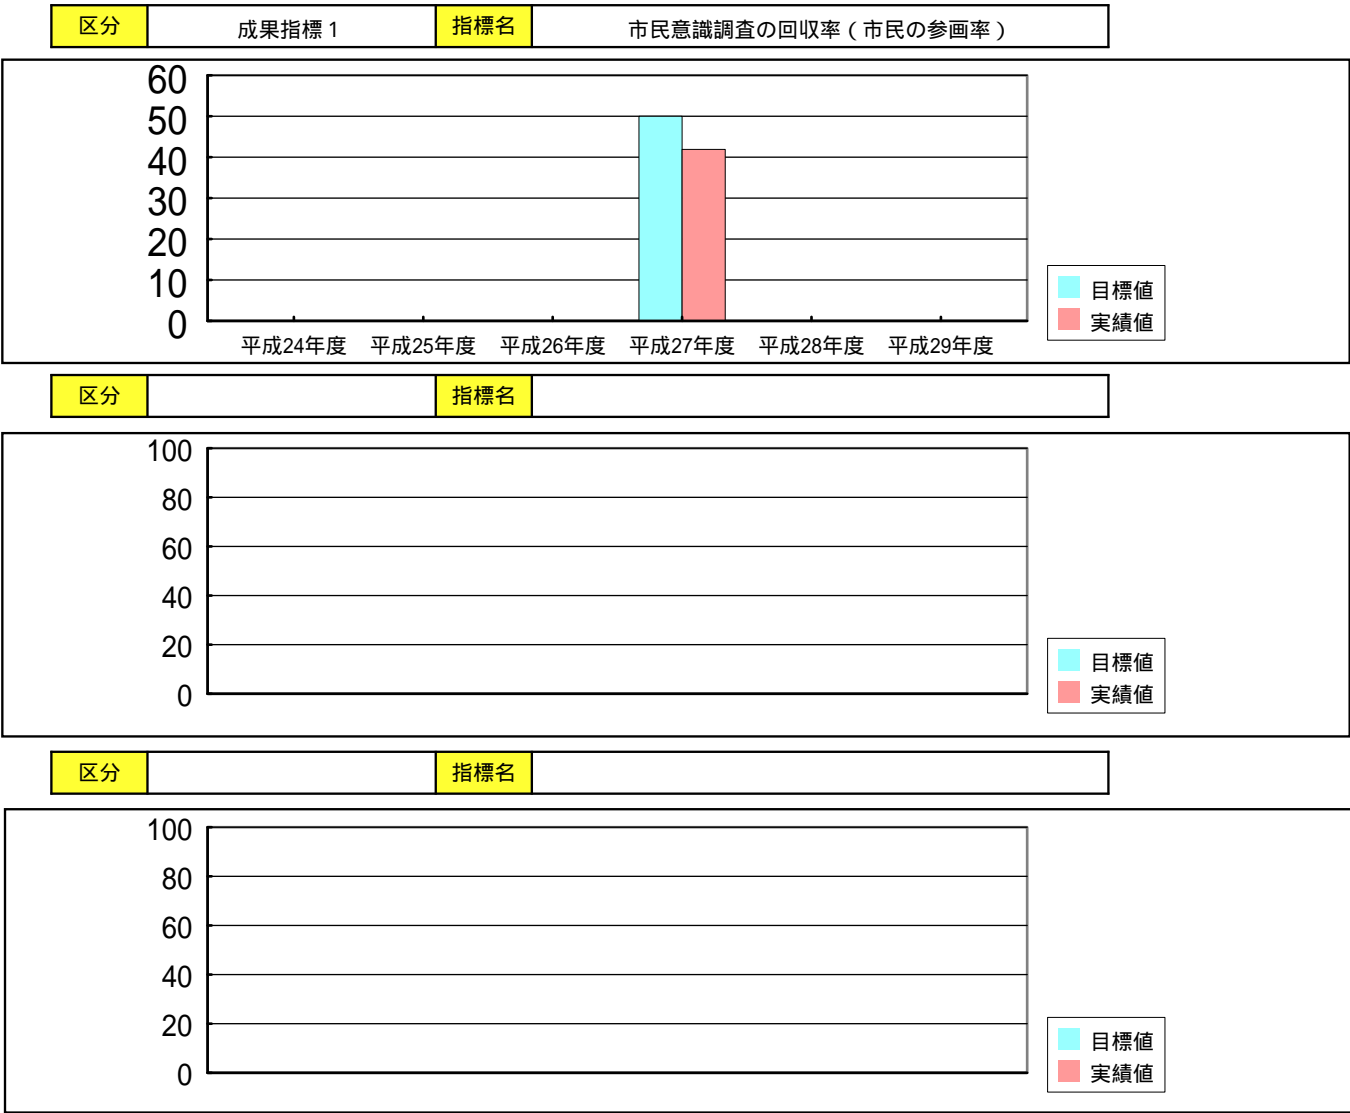 区分 成果指標1 指標名 市民意識調査の回収率(市民の参画率)
60
50
40
30
20
10
0
平成24年度 平成25年度 平成26年度 平成27年度 平成28年度 平成29年度
目標値
実績値
区分 指標名
100
80
60
40
20
0
目標値
実績値
区分 指標名
100
80
60
40
20
0
目標値
実績値